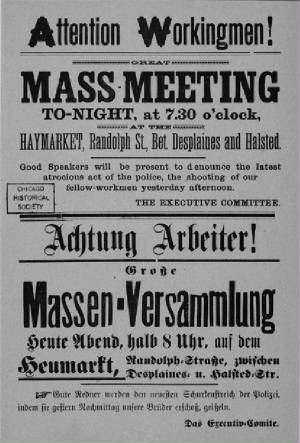 Attention Workingmen!
GREAT
MASS-MEETING
TO-NIGHT, at 7.30 o'clock,
AT THE
HAYMARKET, Randolph St., Bet. Desplaines and Halsted.
Good Speakers will be present to denounce the latest
atrocious act of the police, the shooting of our
fellow-workmen yesterday afternoon.
CHICAGO
HISTORICAL
SOCIETY
THE EXECUTIVE COMMITTEE.
Achtung Arbeiter!
Große
Massen-Versammlung
Heute Abend, halb 8 Uhr, auf dem
Heumarkt, Randolph-Straße, zwischen
Desplaines- u. Halsted-Str.
☞ Gute Redner werden den neuesten Schurkenstreich der Polizei,
indem sie gestern Nachmittag unsere Brüder erschoß, geißeln.
Das Executiv-Comite.